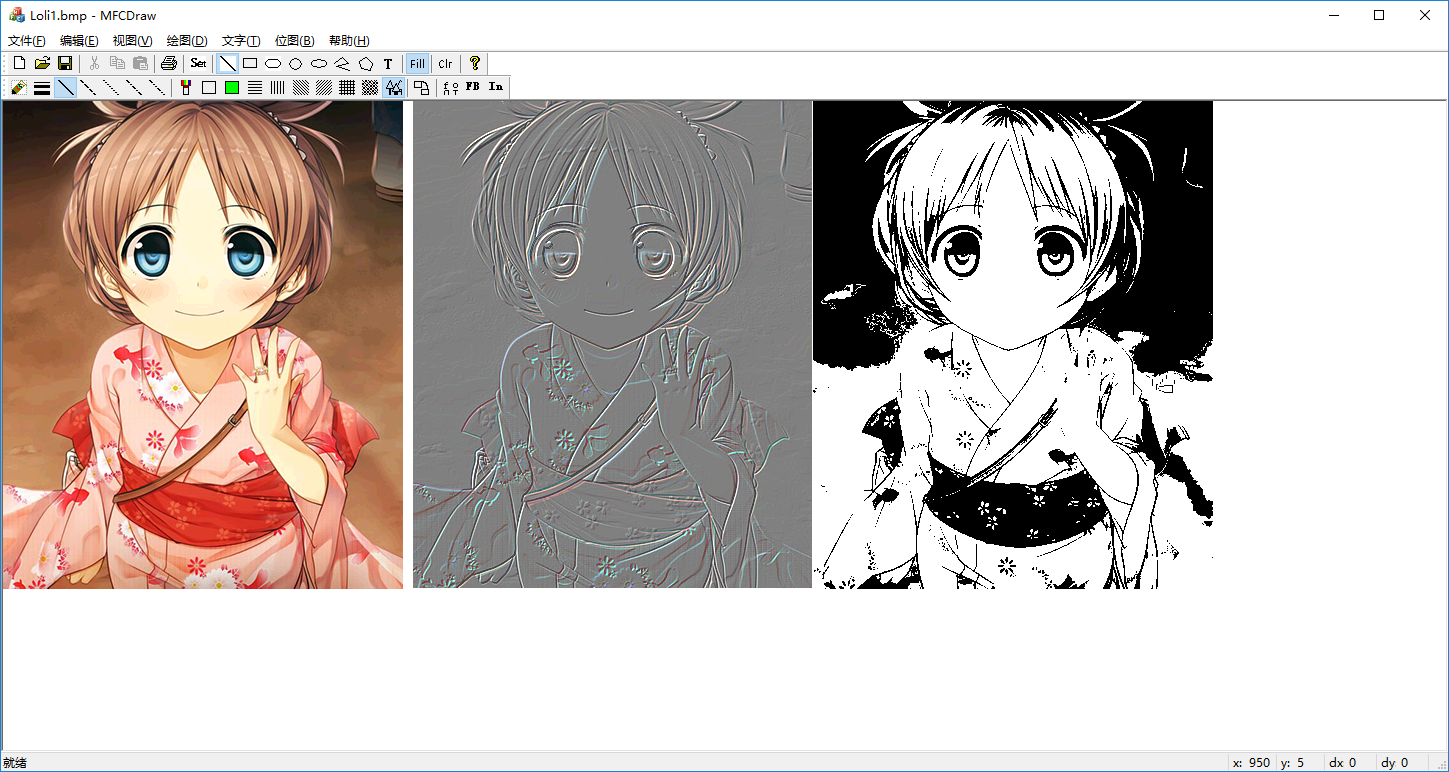 Loli1.bmp - MFCDraw
文件(F) 编辑(E) 视图(V) 绘图(D) 文字(T) 位图(B) 帮助(H)
Set T Fill Clr ?
FB In
就绪 x: 950 y: 5 dx 0 dy 0